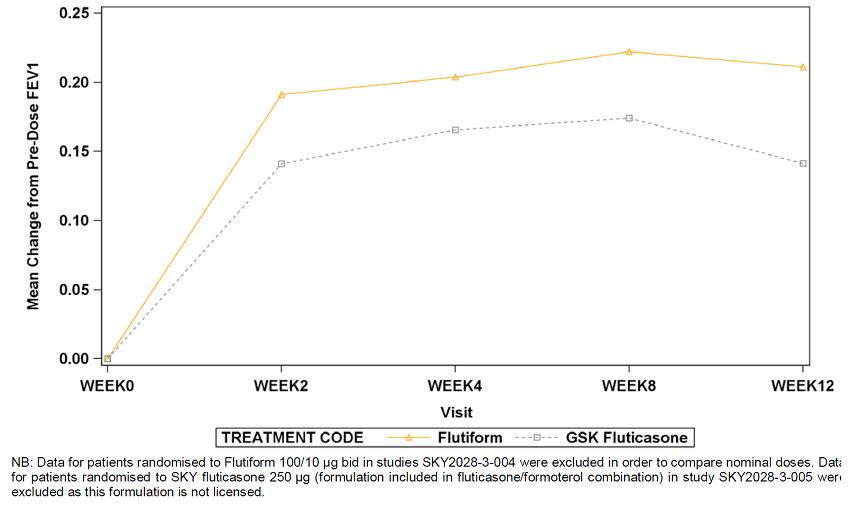 0.25
0.20
0.15
0.10
0.05
0.00
Mean Change from Pre-Dose FEV1
WEEK0 WEEK2 WEEK4 WEEK8 WEEK12
Visit
TREATMENT CODE Flutiform GSK Fluticasone
NB: Data for patients randomised to Flutiform 100/10 µg bid in studies SKY2028-3-004 were excluded in order to compare nominal doses. Data
for patients randomised to SKY fluticasone 250 µg (formulation included in fluticasone/formoterol combination) in study SKY2028-3-005 were
excluded as this formulation is not licensed.